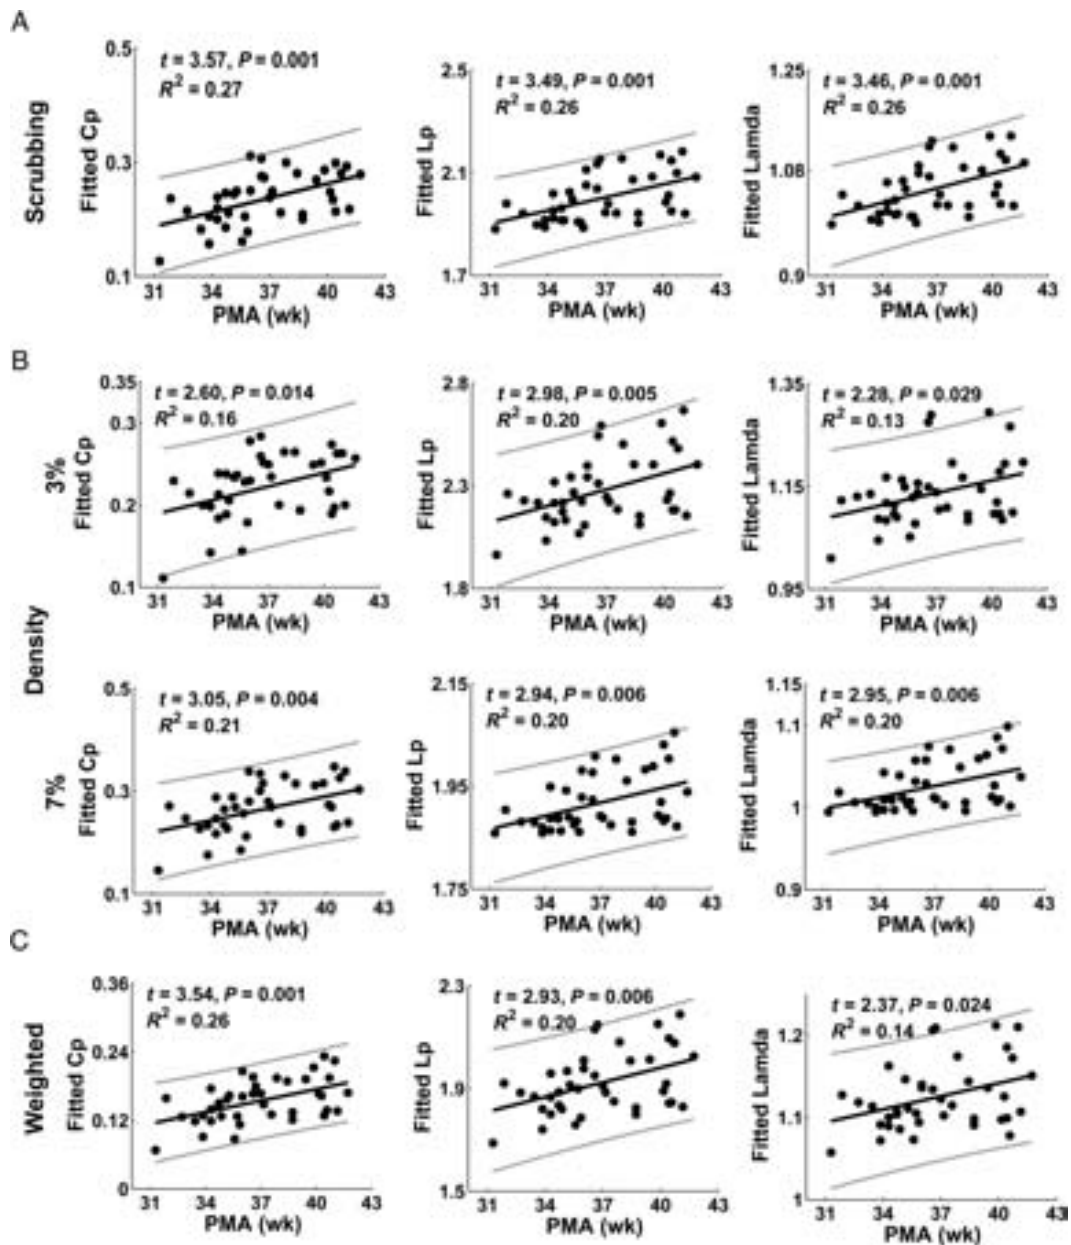 A
Scrubbing
Fitted Cp
0.5
0.3
0.1
t = 3.57, P = 0.001
R² = 0.27
31 34 37 40 43
PMA (wk)
Fitted Lp
2.5
2.1
1.7
t = 3.49, P = 0.001
R² = 0.26
31 34 37 40 43
PMA (wk)
Fitted Lamda
1.25
1.08
0.9
t = 3.46, P = 0.001
R² = 0.26
31 34 37 40 43
PMA (wk)
B
Density
3%
Fitted Cp
0.35
0.3
0.2
0.1
t = 2.60, P = 0.014
R² = 0.16
31 34 37 40 43
PMA (wk)
Fitted Lp
2.8
2.3
1.8
t = 2.98, P = 0.005
R² = 0.20
31 34 37 40 43
PMA (wk)
Fitted Lamda
1.35
1.15
0.95
t = 2.28, P = 0.029
R² = 0.13
31 34 37 40 43
PMA (wk)
7%
Fitted Cp
0.5
0.3
0.1
t = 3.05, P = 0.004
R² = 0.21
31 34 37 40 43
PMA (wk)
Fitted Lp
2.15
1.95
1.75
t = 2.94, P = 0.006
R² = 0.20
31 34 37 40 43
PMA (wk)
Fitted Lamda
1.15
1.1
1
0.9
t = 2.95, P = 0.006
R² = 0.20
31 34 37 40 43
PMA (wk)
C
Weighted
Fitted Cp
0.36
0.24
0.12
0
t = 3.54, P = 0.001
R² = 0.26
31 34 37 40 43
PMA (wk)
Fitted Lp
2.3
1.9
1.5
t = 2.93, P = 0.006
R² = 0.20
31 34 37 40 43
PMA (wk)
Fitted Lamda
1.2
1.1
1
t = 2.37, P = 0.024
R² = 0.14
31 34 37 40 43
PMA (wk)